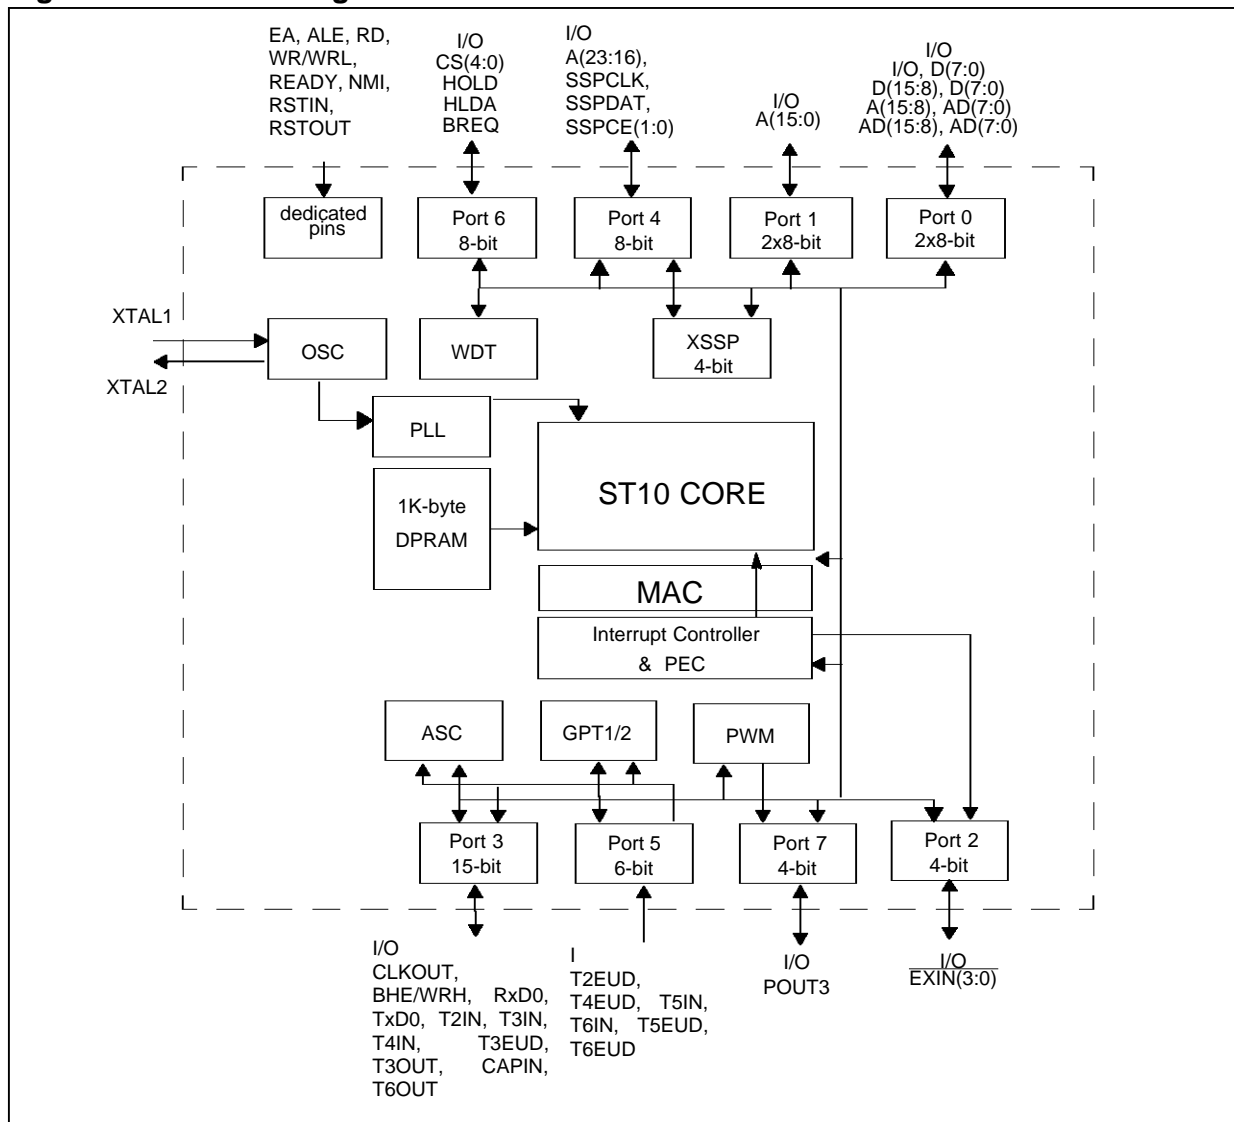 EA, ALE, RD,
WR/WRL,
READY, NMI,
RSTIN,
RSTOUT
I/O
CS(4:0)
HOLD
HLDA
BREQ
I/O
A(23:16),
SSPCLK,
SSPDAT,
SSPCE(1:0)
I/O
A(15:0)
I/O
I/O, D(7:0)
D(15:8), D(7:0)
A(15:8), AD(7:0)
AD(15:8), AD(7:0)
dedicated
pins
Port 6
8-bit
Port 4
8-bit
Port 1
2x8-bit
Port 0
2x8-bit
XTAL1
XTAL2
OSC
WDT
XSSP
4-bit
PLL
1K-byte
DPRAM
ST10 CORE
MAC
Interrupt Controller
& PEC
ASC
GPT1/2
PWM
Port 3
15-bit
Port 5
6-bit
Port 7
4-bit
Port 2
4-bit
I/O
CLKOUT,
BHE/WRH, RxD0,
TxD0, T2IN, T3IN,
T4IN, T3EUD,
T3OUT, CAPIN,
T6OUT
I
T2EUD,
T4EUD, T5IN,
T6IN, T5EUD,
T6EUD
I/O
POUT3
I/O
EXIN(3:0)